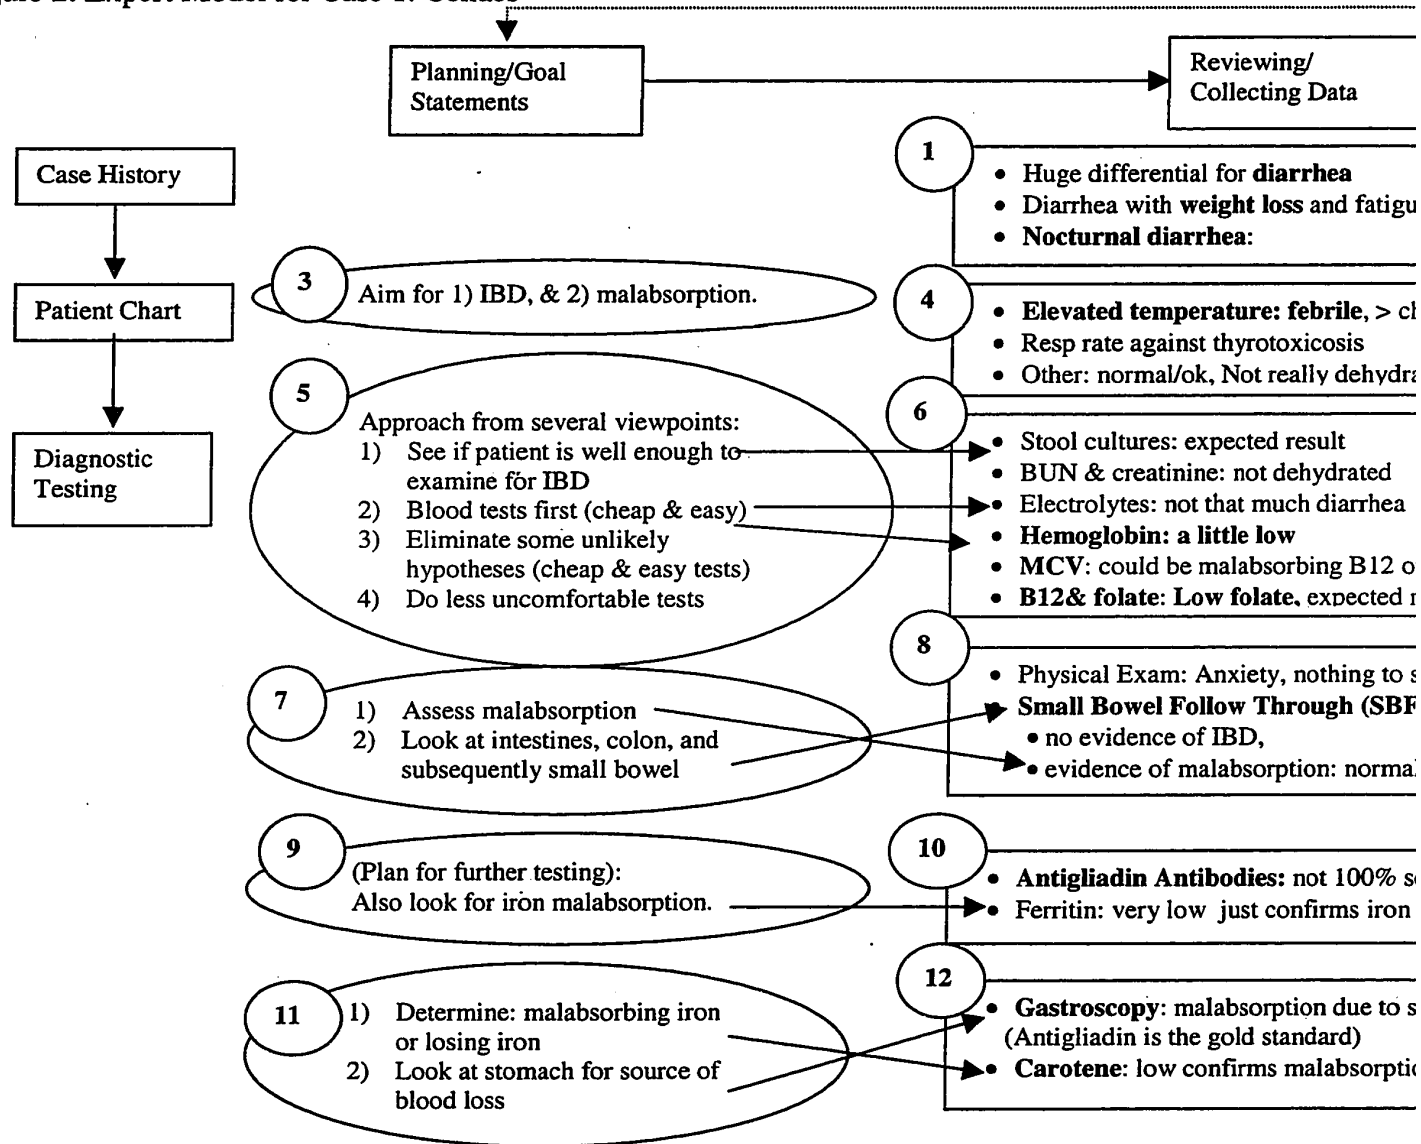 Planning/Goal
Statements
Reviewing/
Collecting Data
Case History
Patient Chart
Diagnostic
Testing
1
• Huge differential for diarrhea
• Diarrhea with weight loss and
• Nocturnal diarrhea:
3
Aim for 1) IBD, & 2) malabsorption.
4
• Elevated temperature: febrile, >
• Resp rate against thyrotoxicosis
• Other: normal/ok, Not really
5
Approach from several viewpoints:
1) See if patient is well enough to
examine for IBD
2) Blood tests first (cheap & easy)
3) Eliminate some unlikely
hypotheses (cheap & easy tests)
4) Do less uncomfortable tests
6
• Stool cultures: expected result
• BUN & creatinine: not dehydrated
• Electrolytes: not that much diarrhea
• Hemoglobin: a little low
• MCV: could be malabsorbing B12
• B12& folate: Low folate, expected
7
1) Assess malabsorption
2) Look at intestines, colon, and
subsequently small bowel
8
• Physical Exam: Anxiety, nothing to
Small Bowel Follow Through
• no evidence of IBD,
• evidence of malabsorption:
9
(Plan for further testing):
Also look for iron malabsorption.
10
• Antigliadin Antibodies: not 100%
• Ferritin: very low just confirms iron
11
1) Determine: malabsorbing iron
or losing iron
2) Look at stomach for source of
blood loss
12
• Gastroscopy: malabsorption due to
(Antigliadin is the gold standard)
• Carotene: low confirms